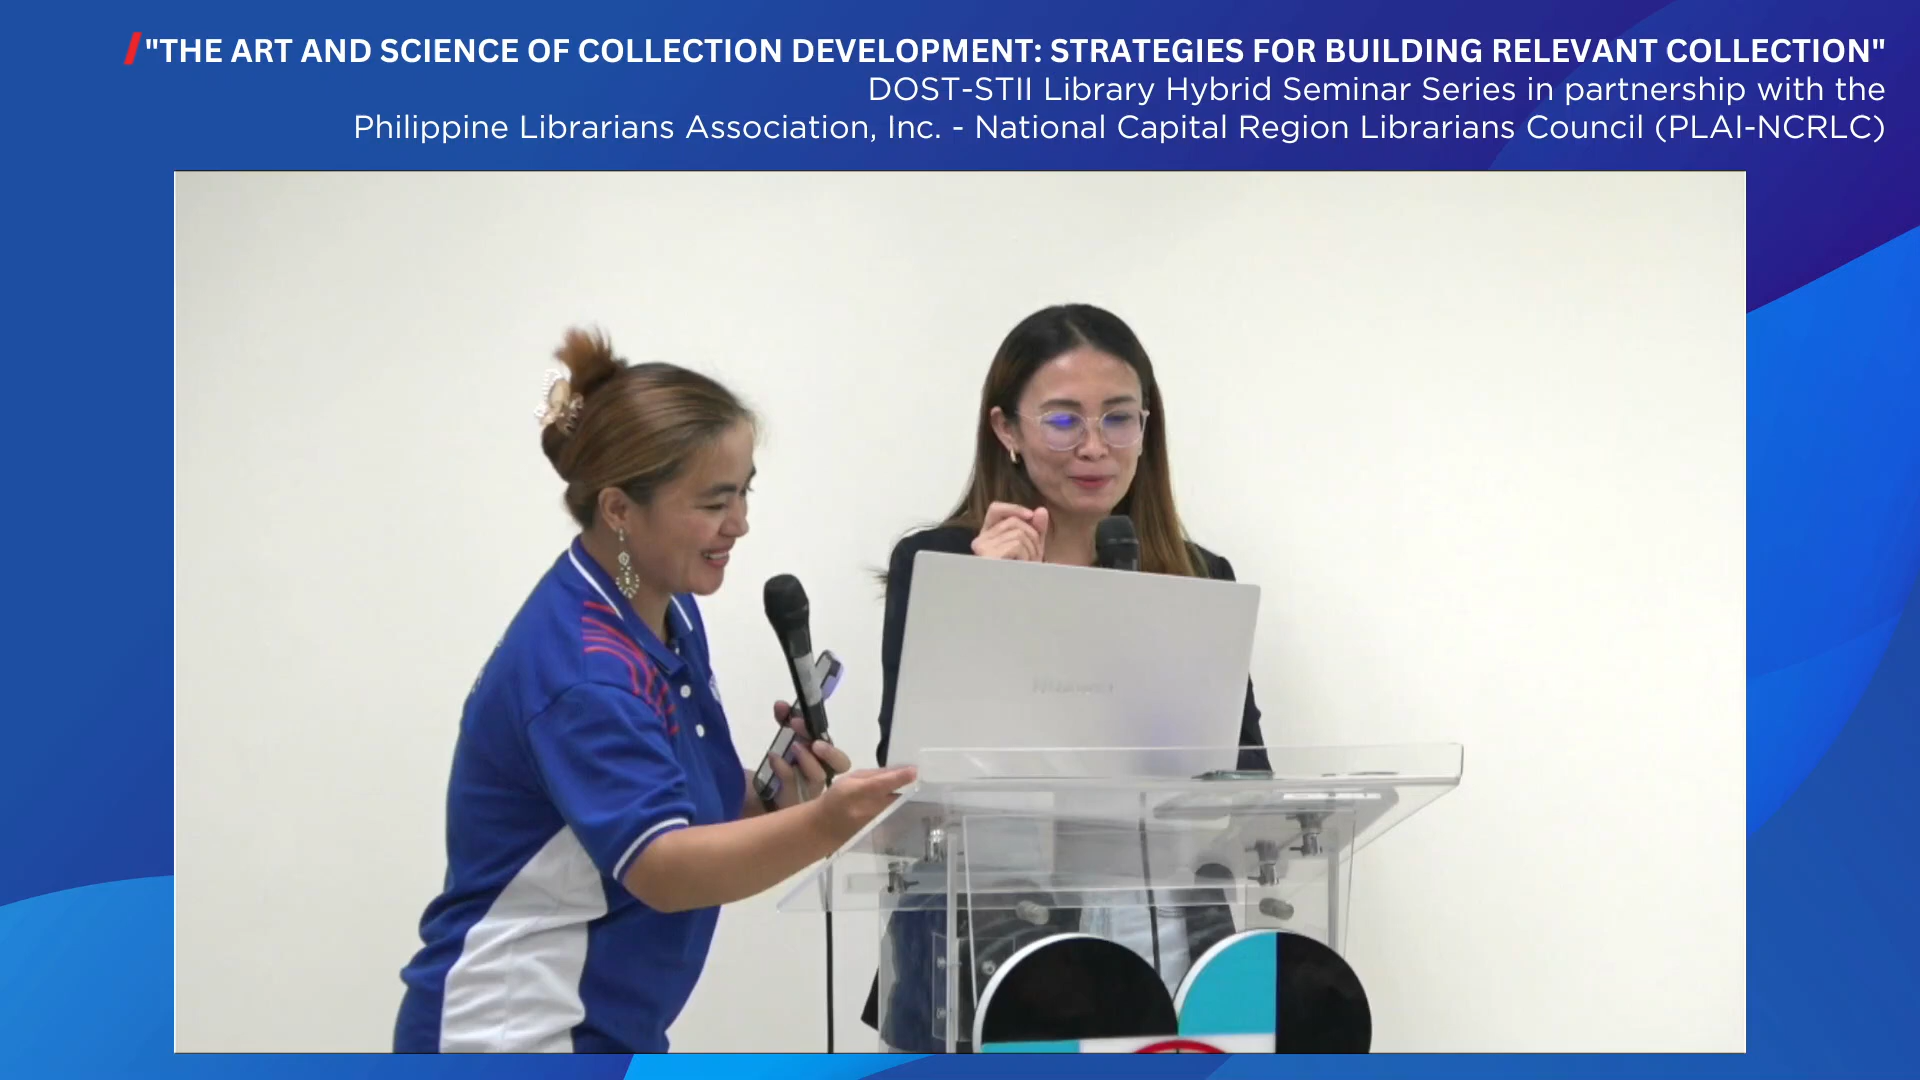 "THE ART AND SCIENCE OF COLLECTION DEVELOPMENT: STRATEGIES FOR BUILDING RELEVANT COLLECTION"
DOST-STII Library Hybrid Seminar Series in partnership with the
Philippine Librarians Association, Inc. - National Capital Region Librarians Council (PLAI-NCRLC)